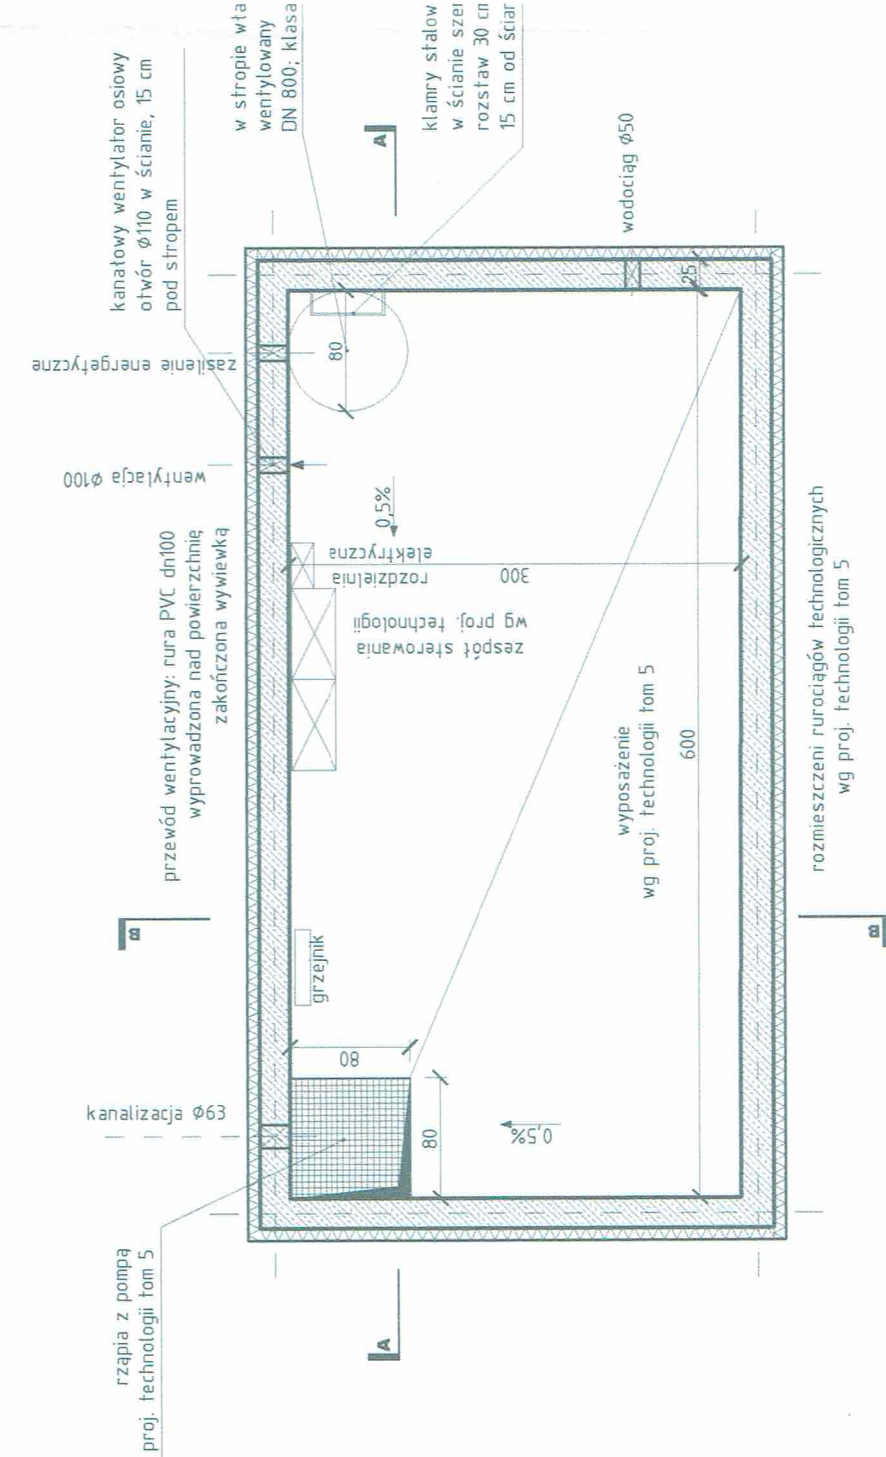 kanałowy wentylator osiowy
otwór ⌀110 w ścianie, 15 cm
pod stropem
w stropie wła
wentylowany
DN 800; klasa
klamry stalow
w ścianie szer
rozstaw 30 cm
15 cm od ścian
A
wodociąg ⌀50
25
zasilenie energetyczne
80
wentylacja ⌀100
przewód wentylacyjny: rura PVC dn100
wyprowadzona nad powierzchnię
zakończona wywiewką
0,5%
rozdzielnia
elektryczna
300
zespół sterowania
wg proj. technologii
wyposażenie
wg proj. technologii tom 5
600
rozmieszczeni rurociągów technologicznych
wg proj. technologii tom 5
B
B
grzejnik
80
80
0,5%
kanalizacja ⌀63
rząpia z pompą
proj. technologii tom 5
A